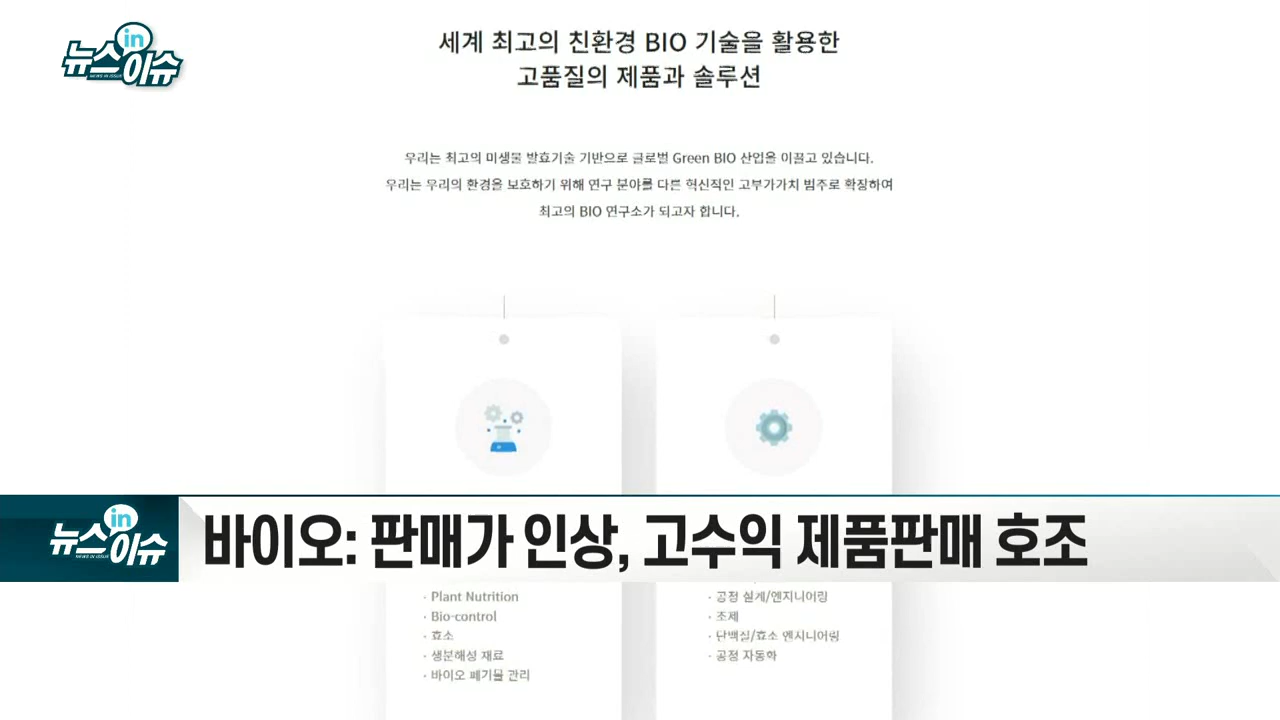 뉴스 in 이슈
NEWS IN ISSUE
세계 최고의 친환경 BIO 기술을 활용한
고품질의 제품과 솔루션
우리는 최고의 미생물 발효기술 기반으로 글로벌 Green BIO 산업을 이끌고 있습니다.
우리는 우리의 환경을 보호하기 위해 연구 분야를 다른 혁신적인 고부가가치 범주로 확장하여
최고의 BIO 연구소가 되고자 합니다.
뉴스 in 이슈
NEWS IN ISSUE
바이오: 판매가 인상, 고수익 제품판매 호조
· Plant Nutrition
· Bio-control
· 효소
· 생분해성 재료
· 바이오 폐기물 관리
· 공정 설계/엔지니어링
· 조제
· 단백질/효소 엔지니어링
· 공정 자동화